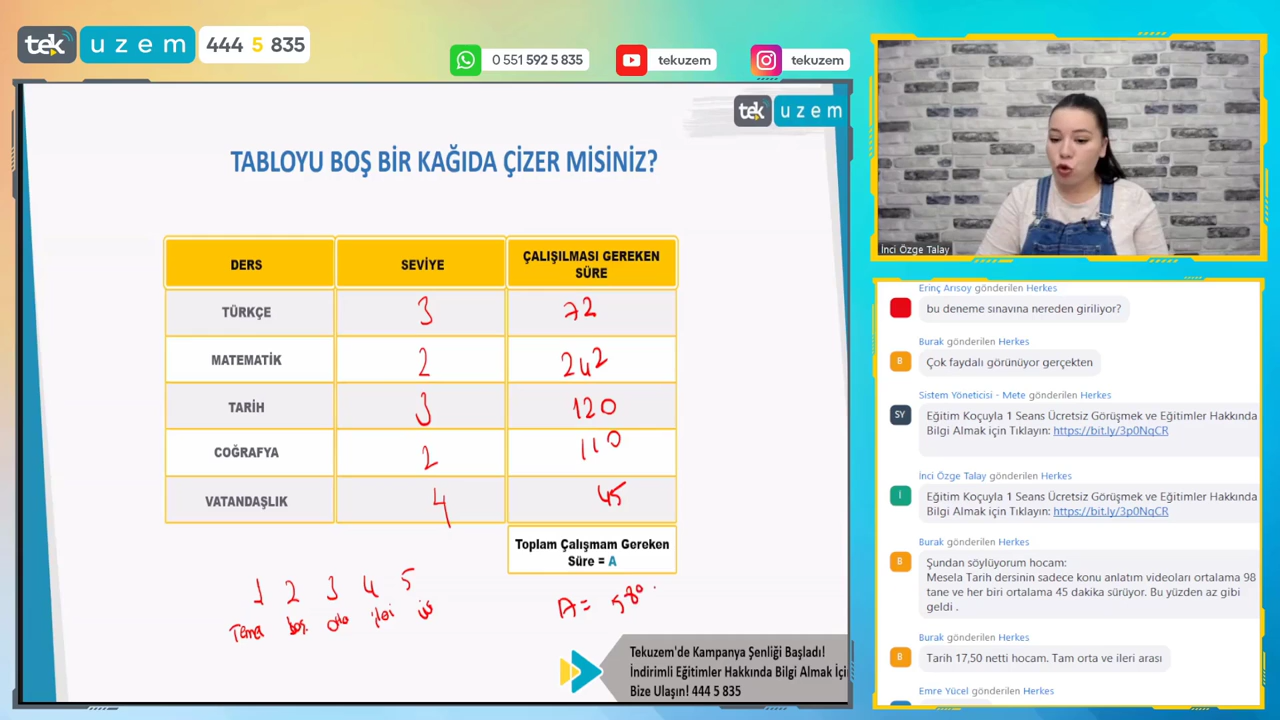 tek uzem 444 5 835
0 551 592 5 835
tekuzem
tekuzem
tek uzem
TABLOYU BOŞ BİR KAĞIDA ÇİZER MİSİNİZ?
DERS SEVİYE ÇALIŞILMASI GEREKEN
SÜRE
TÜRKÇE 3 72
MATEMATİK 2 242
TARİH 3 120
COĞRAFYA 2 110
VATANDAŞLIK 4 45
Toplam Çalışmam Gereken
Süre = A
1 2 3 4 5
Temel baş. orta ileri üs
A = 580
Tekuzem'de Kampanya Şenliği Başladı!
İndirimli Eğitimler Hakkında Bilgi Almak İçi
Bize Ulaşın! 444 5 835
İnci Özge Talay
Erinç Arısoy gönderilen Herkes
bu deneme sınavına nereden giriliyor?
Burak gönderilen Herkes
B
Çok faydalı görünüyor gerçekten
Sistem Yöneticisi - Mete gönderilen Herkes
SY
Eğitim Koçuyla 1 Seans Ücretsiz Görüşmek ve Eğitimler Hakkında
Bilgi Almak için Tıklayın: https://bit.ly/3p0NqCR
İnci Özge Talay gönderilen Herkes
I
Eğitim Koçuyla 1 Seans Ücretsiz Görüşmek ve Eğitimler Hakkında
Bilgi Almak için Tıklayın: https://bit.ly/3p0NqCR
Burak gönderilen Herkes
B
Şundan söylüyorum hocam:
Mesela Tarih dersinin sadece konu anlatım videoları ortalama 98
tane ve her biri ortalama 45 dakika sürüyor. Bu yüzden az gibi
geldi .
Burak gönderilen Herkes
B
Tarih 17,50 netti hocam. Tam orta ve ileri arası
Emre Yücel gönderilen Herkes